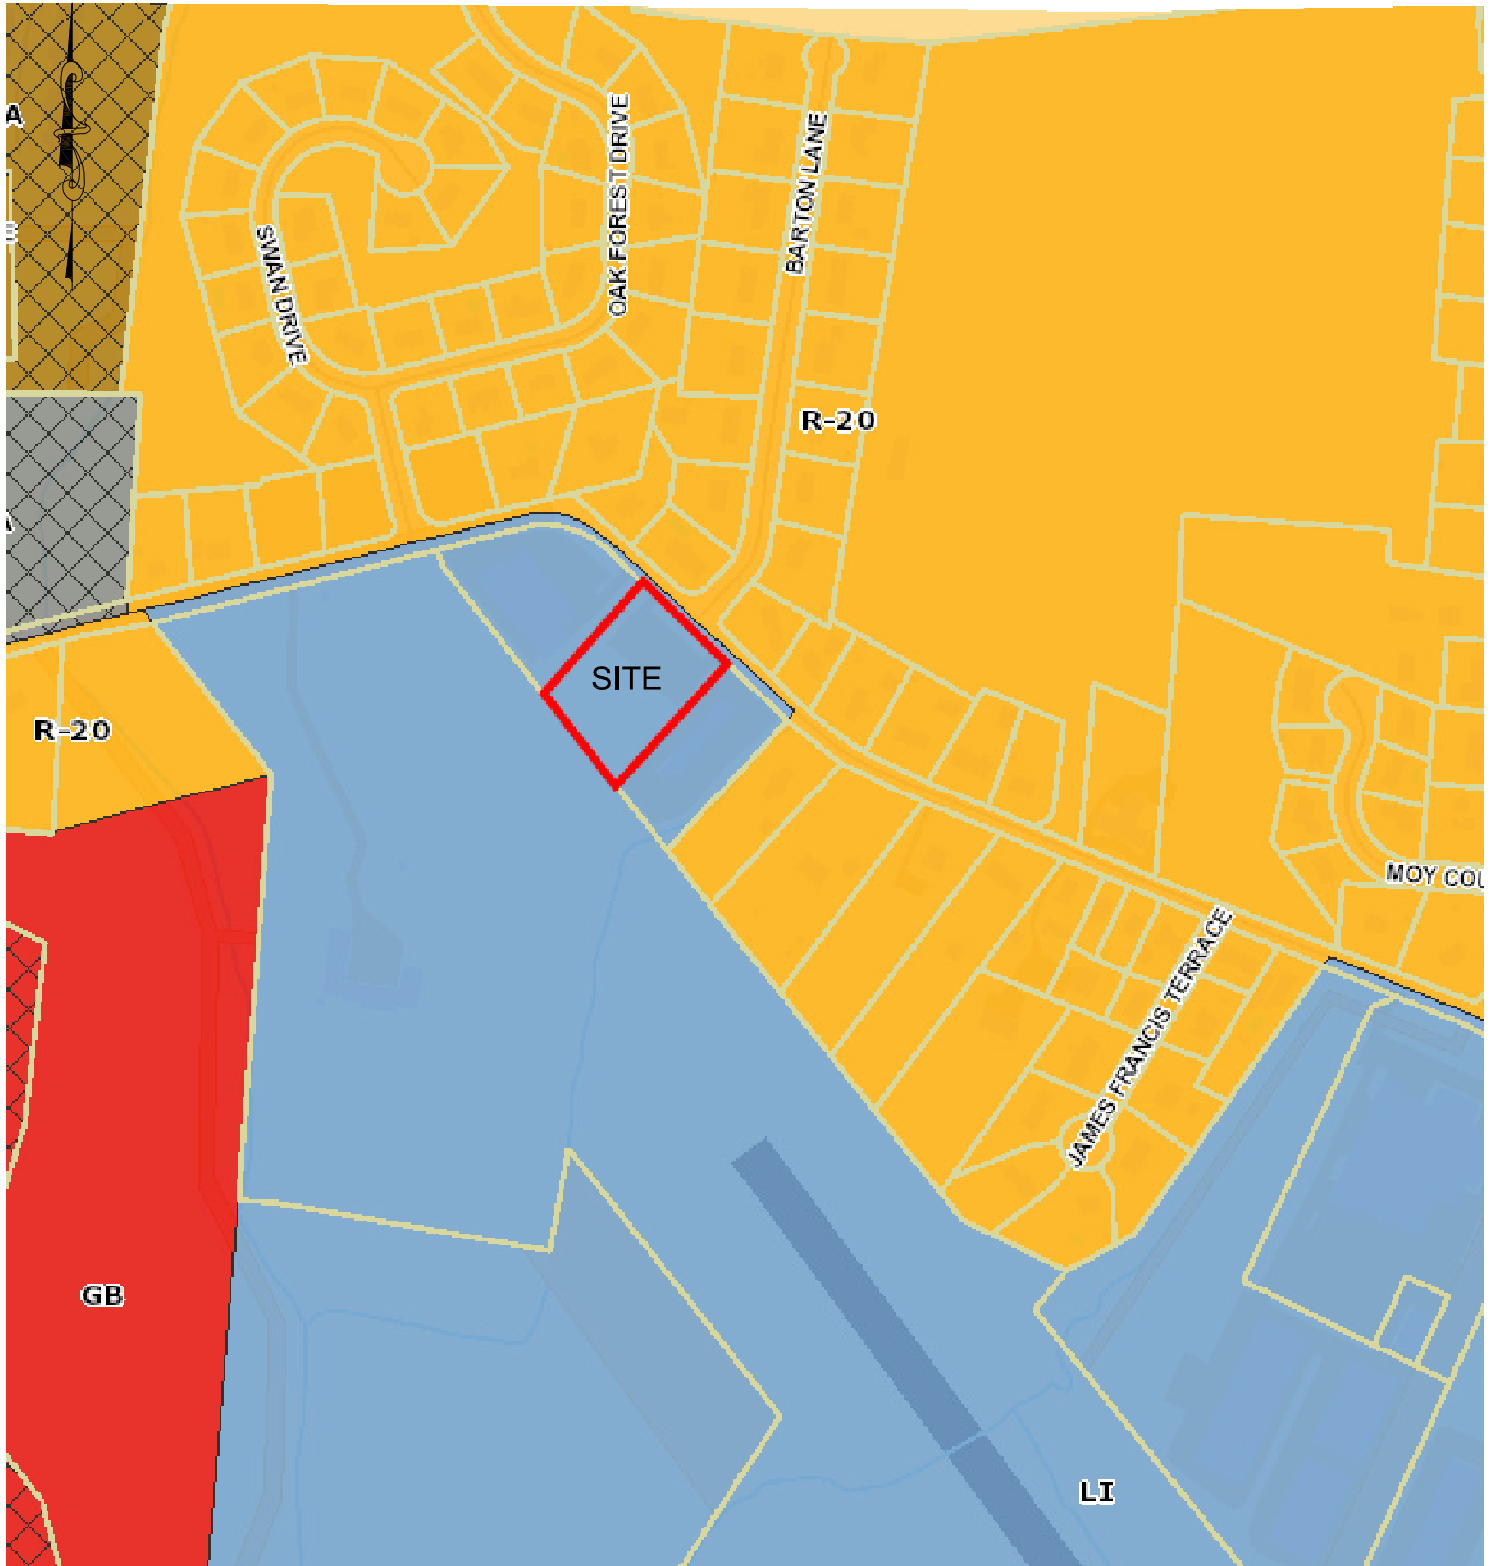 A
OAK FOREST DRIVE
BARTON LANE
SWAN DRIVE
R-20
SITE
R-20
MOY COU
JAMES FRANCIS TERRACE
GB
LI